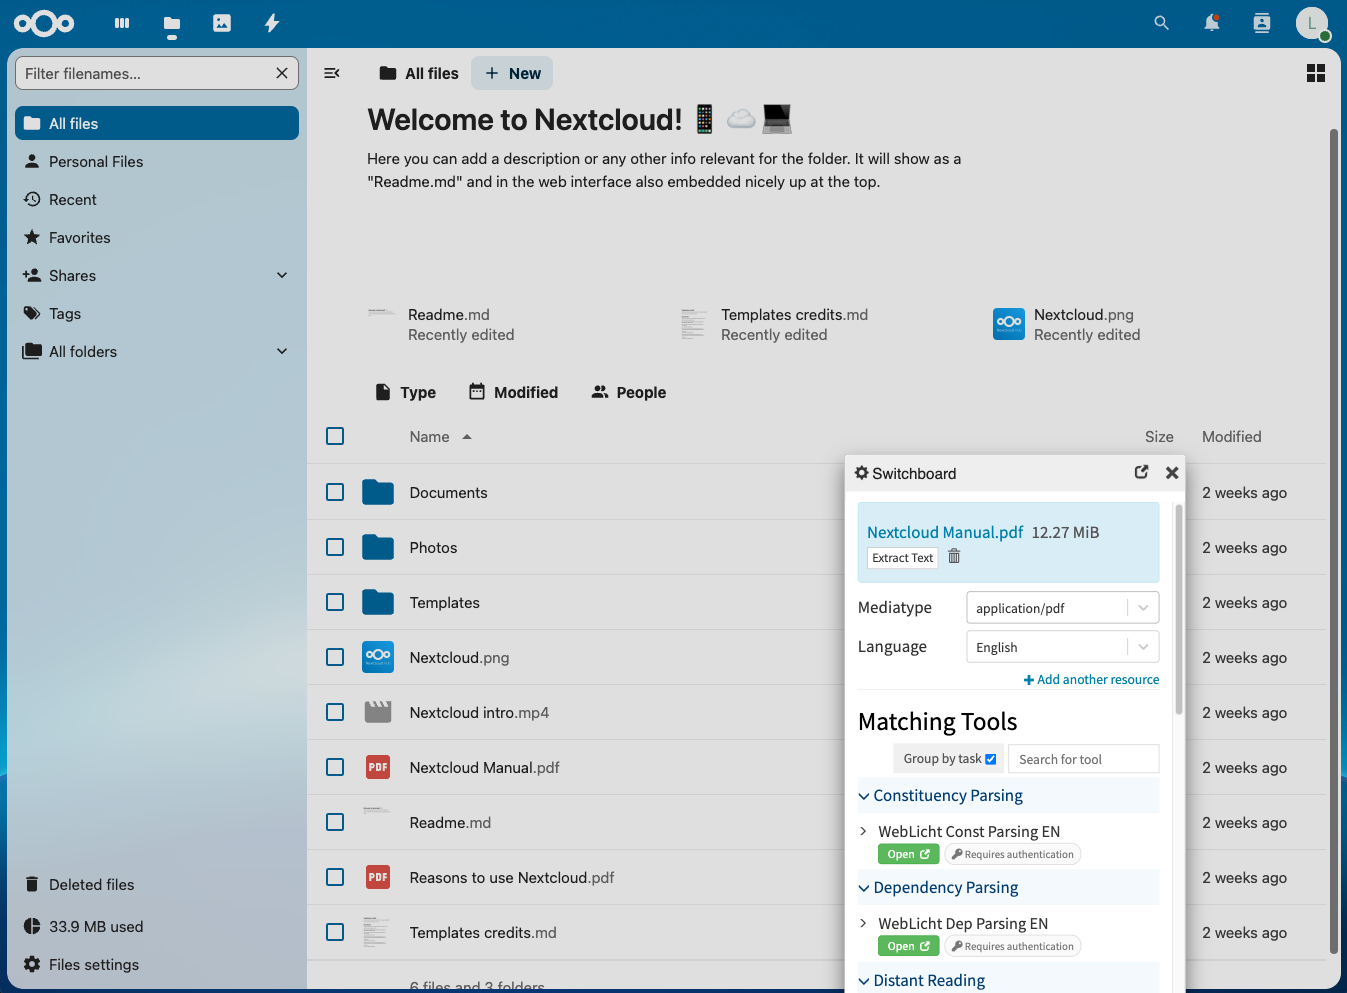 L
Filter filenames...
All files
New
All files
Personal Files
Recent
Favorites
Shares
Tags
All folders
Deleted files
33.9 MB used
Files settings
Welcome to Nextcloud!
Here you can add a description or any other info relevant for the folder. It will show as a
"Readme.md" and in the web interface also embedded nicely up at the top.
Readme.md
Recently edited
Templates credits.md
Recently edited
Nextcloud.png
Recently edited
Type
Modified
People
Name
Size
Modified
Documents
2 weeks ago
Photos
2 weeks ago
Templates
2 weeks ago
Nextcloud.png
2 weeks ago
Nextcloud intro.mp4
2 weeks ago
PDF
Nextcloud Manual.pdf
2 weeks ago
Readme.md
2 weeks ago
PDF
Reasons to use Nextcloud.pdf
2 weeks ago
Templates credits.md
2 weeks ago
6 files and 3 folders
Switchboard
Nextcloud Manual.pdf 12.27 MiB
Extract Text
Mediatype
application/pdf
Language
English
Add another resource
Matching Tools
Group by task
Search for tool
Constituency Parsing
WebLicht Const Parsing EN
Open
Requires authentication
Dependency Parsing
WebLicht Dep Parsing EN
Open
Requires authentication
Distant Reading